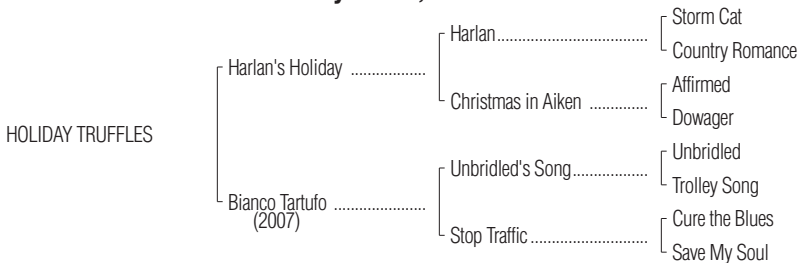 Storm Cat
Harlan
Country Romance
Harlan's Holiday
Affirmed
Christmas in Aiken
Dowager
HOLIDAY TRUFFLES
Unbridled
Unbridled's Song
Trolley Song
Bianco Tartufo
(2007)
Cure the Blues
Stop Traffic
Save My Soul